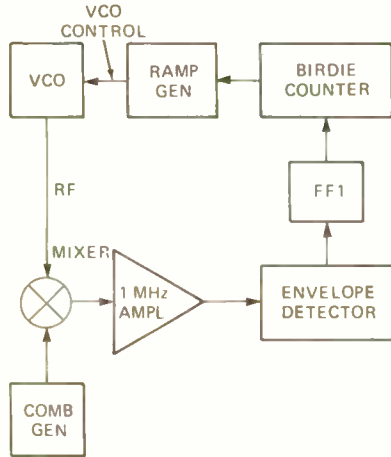 VCO
CONTROL
VCO
RAMP
GEN
BIRDIE
COUNTER
FF1
RF
MIXER
1 MHz
AMPL
ENVELOPE
DETECTOR
COMB
GEN